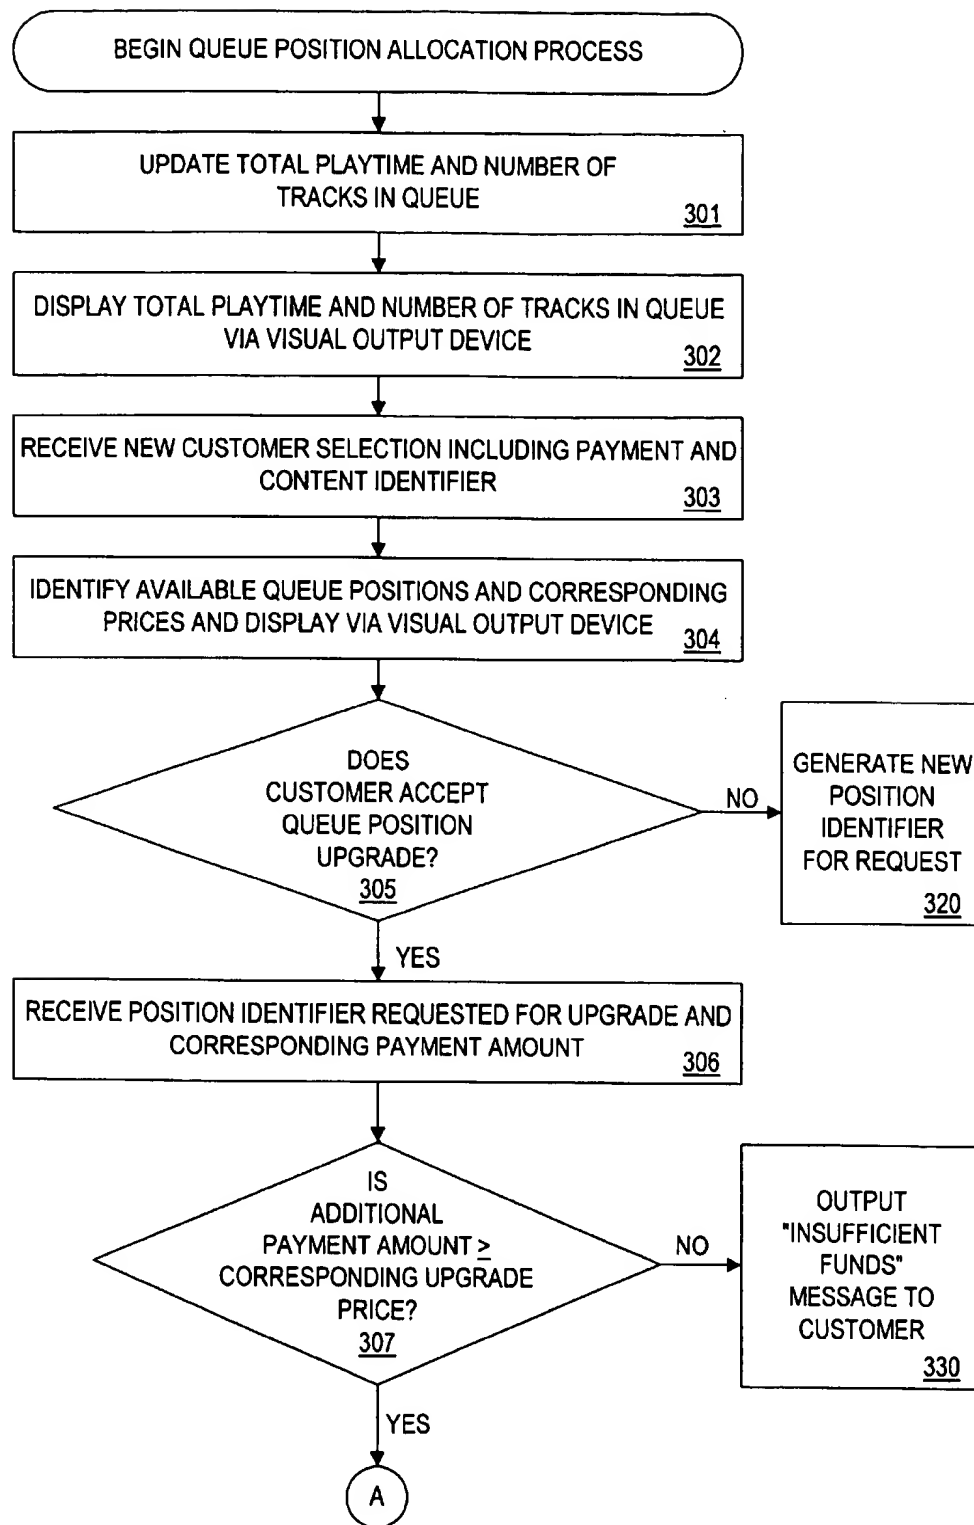 BEGIN QUEUE POSITION ALLOCATION PROCESS
UPDATE TOTAL PLAYTIME AND NUMBER OF
TRACKS IN QUEUE
301
DISPLAY TOTAL PLAYTIME AND NUMBER OF TRACKS IN QUEUE
VIA VISUAL OUTPUT DEVICE
302
RECEIVE NEW CUSTOMER SELECTION INCLUDING PAYMENT AND
CONTENT IDENTIFIER
303
IDENTIFY AVAILABLE QUEUE POSITIONS AND CORRESPONDING
PRICES AND DISPLAY VIA VISUAL OUTPUT DEVICE
304
DOES
CUSTOMER ACCEPT
QUEUE POSITION
UPGRADE?
305
NO
GENERATE NEW
POSITION
IDENTIFIER
FOR REQUEST
320
YES
RECEIVE POSITION IDENTIFIER REQUESTED FOR UPGRADE AND
CORRESPONDING PAYMENT AMOUNT
306
IS
ADDITIONAL
PAYMENT AMOUNT ≥
CORRESPONDING UPGRADE
PRICE?
307
NO
OUTPUT
"INSUFFICIENT
FUNDS"
MESSAGE TO
CUSTOMER
330
YES
A